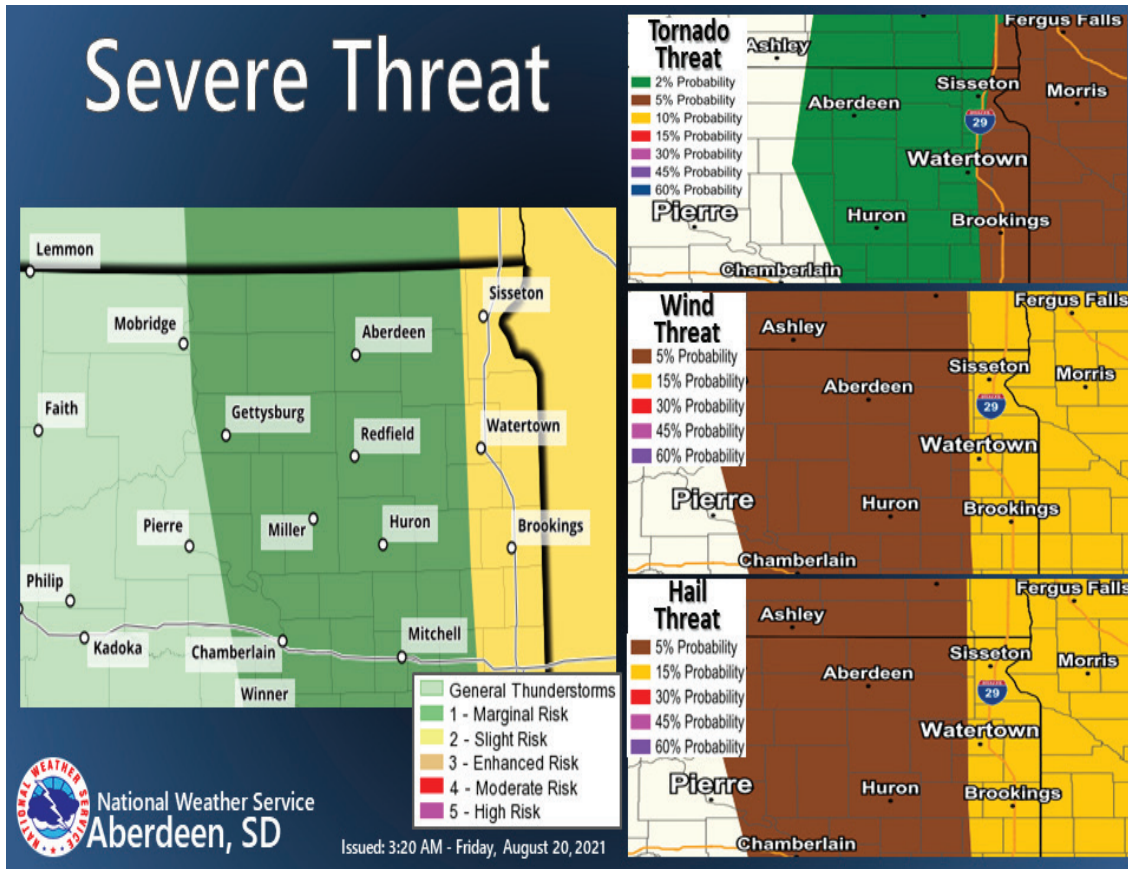 Severe Threat
Lemmon
Mobridge
Aberdeen
Sisseton
Faith
Gettysburg
Redfield
Watertown
Pierre
Miller
Huron
Brookings
Philip
Kadoka
Chamberlain
Mitchell
Winner
General Thunderstorms
1 - Marginal Risk
2 - Slight Risk
3 - Enhanced Risk
4 - Moderate Risk
5 - High Risk
NATIONAL WEATHER SERVICE
National Weather Service
Aberdeen, SD
Issued: 3:20 AM - Friday, August 20, 2021
Tornado
Threat
2% Probability
5% Probability
10% Probability
15% Probability
30% Probability
45% Probability
60% Probability
Fergus Falls
Ashley
Sisseton
Morris
Aberdeen
29
Watertown
Pierre
Huron
Brookings
Chamberlain
Wind
Threat
5% Probability
15% Probability
30% Probability
45% Probability
60% Probability
Fergus Falls
Ashley
Sisseton
Morris
Aberdeen
29
Watertown
Pierre
Huron
Brookings
Chamberlain
Hail
Threat
5% Probability
15% Probability
30% Probability
45% Probability
60% Probability
Fergus Falls
Ashley
Sisseton
Morris
Aberdeen
29
Watertown
Pierre
Huron
Brookings
Chamberlain